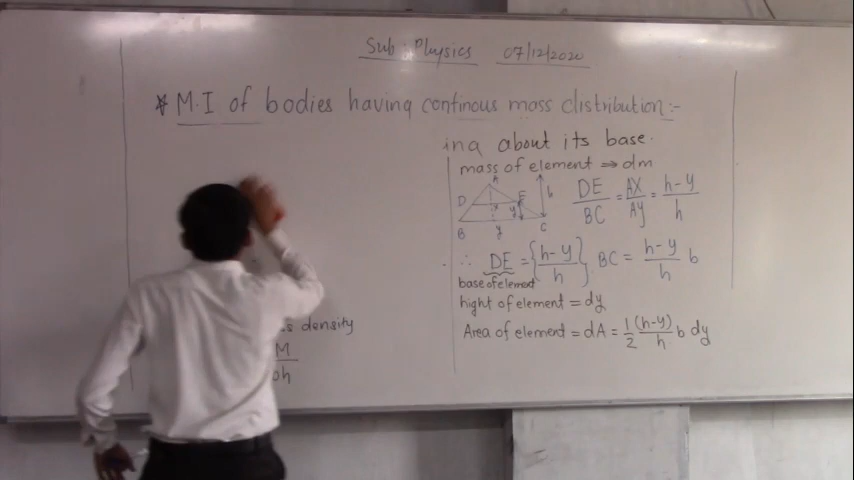 Sub : Physics 07/12/2020
* M.I of bodies having continous mass distribution:-
ina about its base.
mass of element ⇒ dm
A
D E h
x y
B y C
DE/BC = AX/AY = h-y/h
∴ DE = {h-y/h} BC = h-y/h b
base of element
hight of element = dy
Area of element = dA = 1/2 (h-y)/h b dy
s density
M/bh